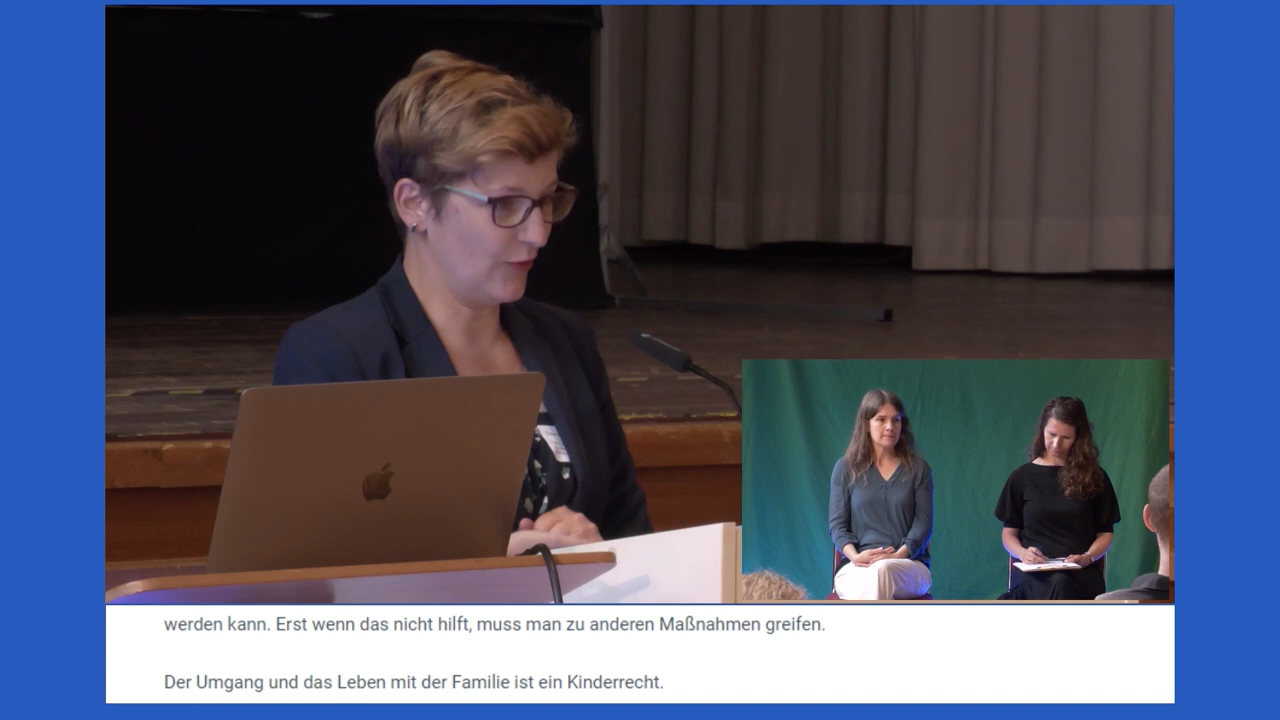 werden kann. Erst wenn das nicht hilft, muss man zu anderen Maßnahmen greifen.
Der Umgang und das Leben mit der Familie ist ein Kinderrecht.